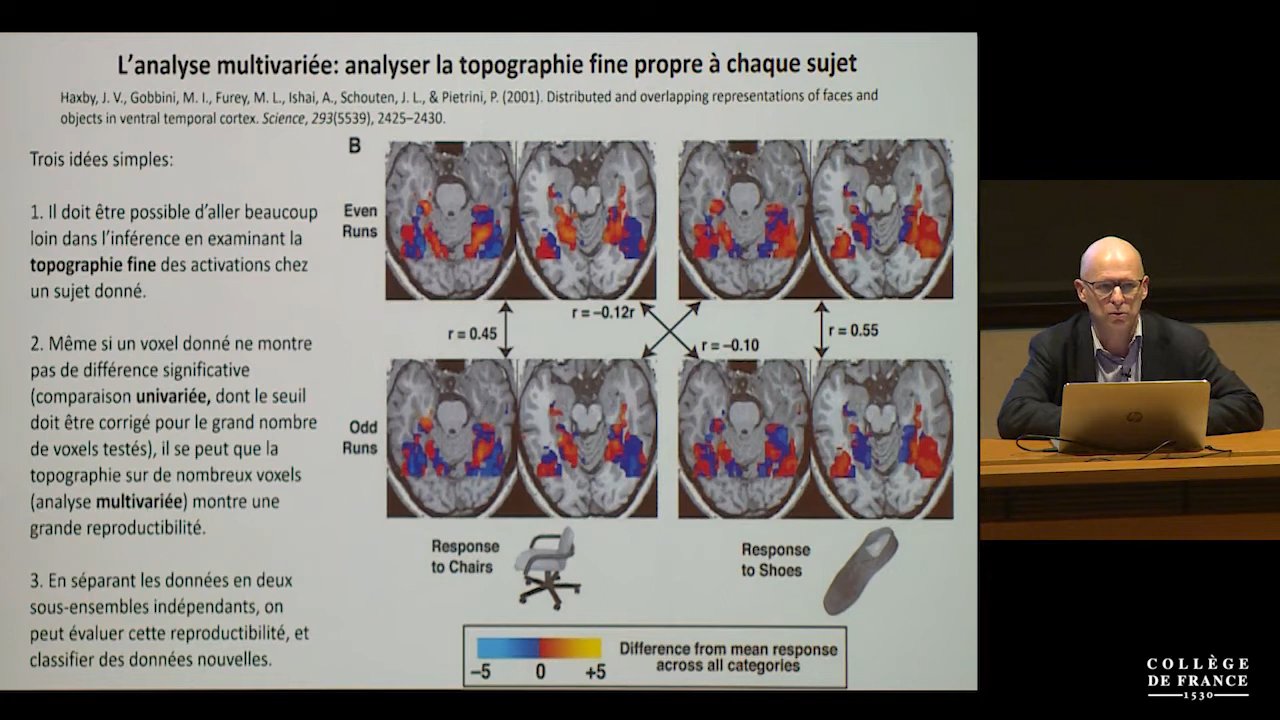 L'analyse multivariée: analyser la topographie fine propre à chaque sujet
Haxby, J. V., Gobbini, M. I., Furey, M. L., Ishai, A., Schouten, J. L., & Pietrini, P. (2001). Distributed and overlapping representations of faces and
objects in ventral temporal cortex. Science, 293(5539), 2425–2430.
Trois idées simples:
1. Il doit être possible d'aller beaucoup
loin dans l'inférence en examinant la
topographie fine des activations chez
un sujet donné.
2. Même si un voxel donné ne montre
pas de différence significative
(comparaison univariée, dont le seuil
doit être corrigé pour le grand nombre
de voxels testés), il se peut que la
topographie sur de nombreux voxels
(analyse multivariée) montre une
grande reproductibilité.
3. En séparant les données en deux
sous-ensembles indépendants, on
peut évaluer cette reproductibilité, et
classifier des données nouvelles.
B
Even
Runs
r = 0.45
r = –0.12r
r = –0.10
r = 0.55
Odd
Runs
Response
to Chairs
Response
to Shoes
–5 0 +5
Difference from mean response
across all categories
hp
COLLÈGE
DE FRANCE
1530